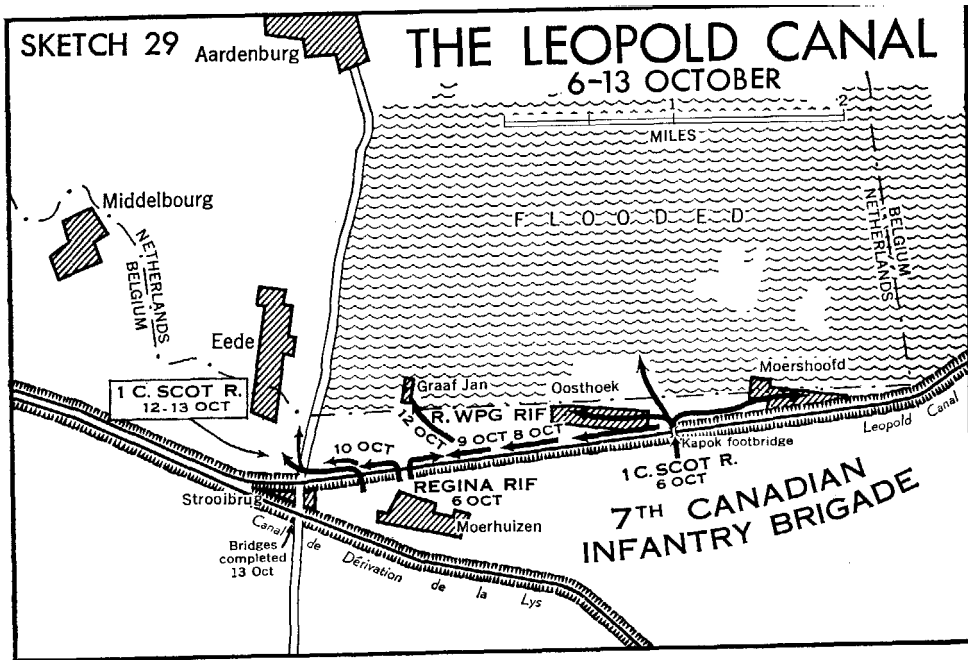 SKETCH 29
Aardenburg
THE LEOPOLD CANAL
6-13 OCTOBER
1
2
MILES
Middelbourg
FLOODED
NETHERLANDS
BELGIUM
BELGIUM
NETHERLANDS
Eede
1 C. SCOT R.
12-13 OCT
Graaf Jan
Oosthoek
Moershoofd
12 OCT
R. WPG RIF
9 OCT
8 OCT
10 OCT
Kapok footbridge
Leopold Canal
REGINA RIF
6 OCT
1 C. SCOT R.
6 OCT
Strooibrug
Moerhuizen
7TH CANADIAN
INFANTRY BRIGADE
Bridges
completed
13 Oct
Canal de Dérivation de la Lys